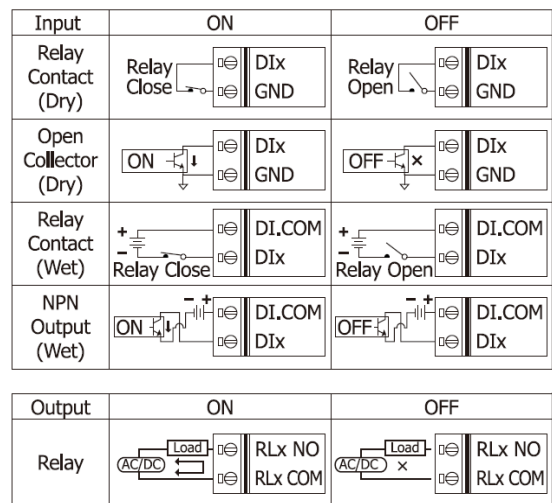 Input ON OFF
Relay Contact (Dry)
Relay Close DIx GND
Relay Open DIx GND
Open Collector (Dry)
ON DIx GND
OFF × DIx GND
Relay Contact (Wet)
+ − Relay Close DI.COM DIx
+ − Relay Open DI.COM DIx
NPN Output (Wet)
ON − + DI.COM DIx
OFF − + DI.COM DIx
Output ON OFF
Relay
AC/DC Load RLx NO RLx COM
AC/DC Load × RLx NO RLx COM